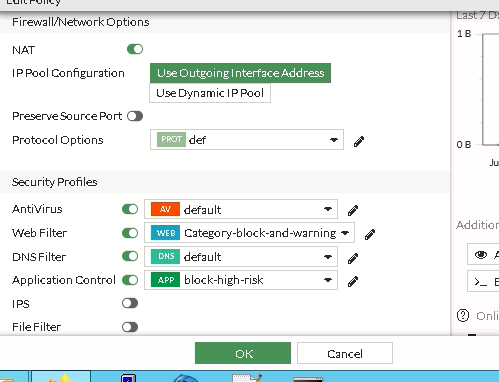 Edit Policy
Firewall/Network Options
Last 7 Da
NAT
1 B
IP Pool Configuration
Use Outgoing Interface Address
Use Dynamic IP Pool
Preserve Source Port
Protocol Options
PROT def
0 B
Ju
Security Profiles
AntiVirus
AV default
Web Filter
WEB Category-block-and-warning
Addition
DNS Filter
DNS default
Application Control
APP block-high-risk
IPS
File Filter
Onli
OK
Cancel